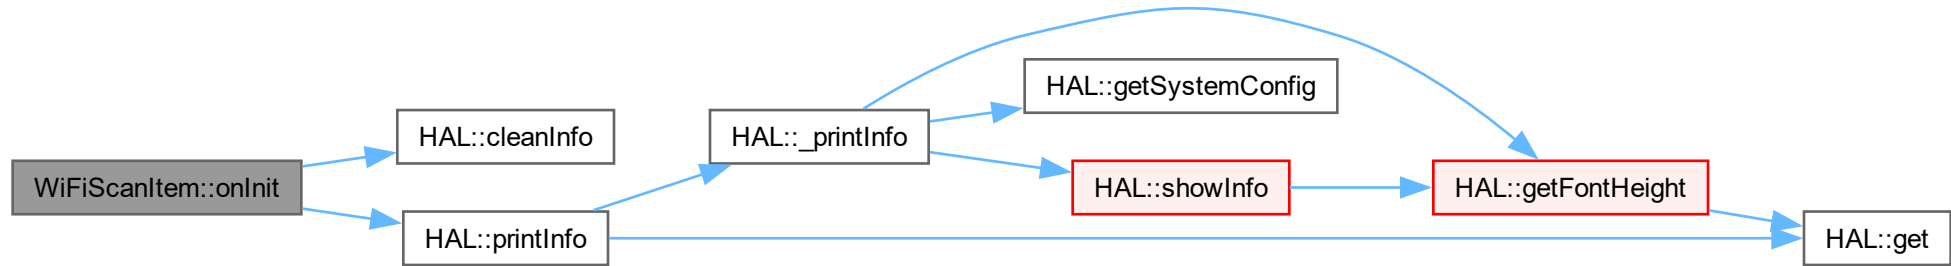 WiFiScanItem::onInit
HAL::cleanInfo
HAL::printInfo
HAL::_printInfo
HAL::getSystemConfig
HAL::showInfo
HAL::getFontHeight
HAL::get